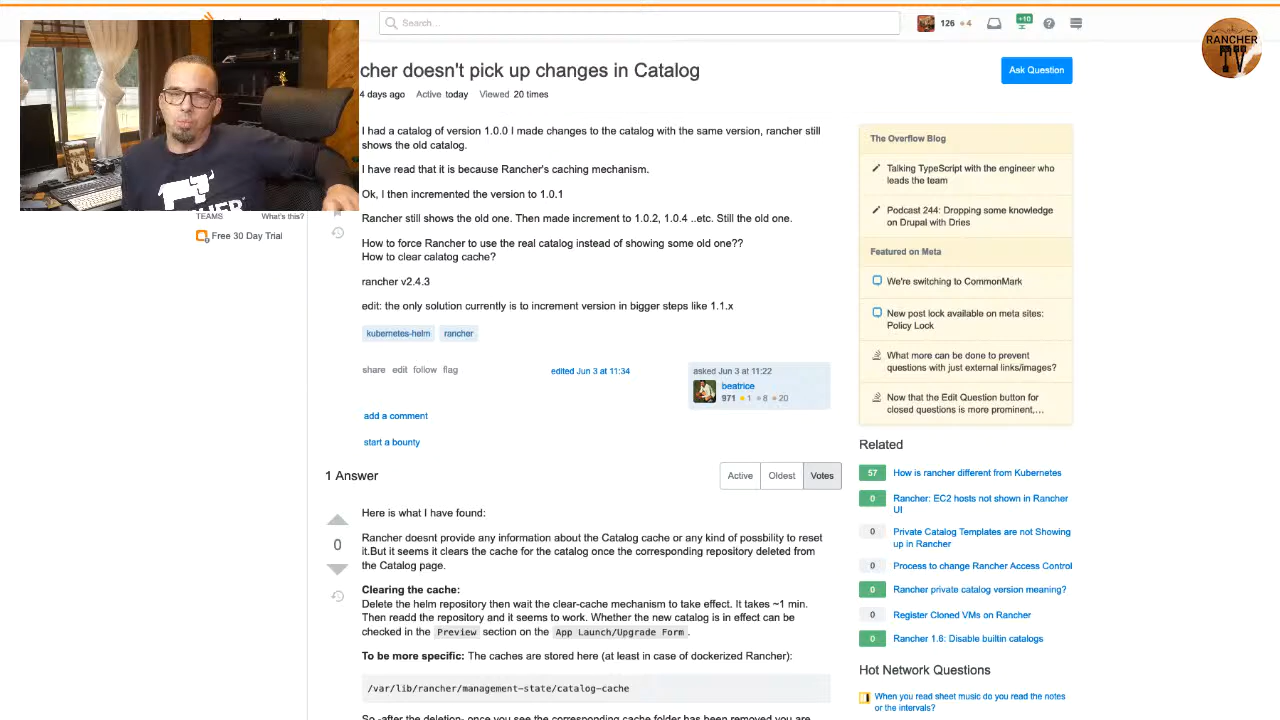 Search...
126 • 4
+10
RANCHER
TV
cher doesn't pick up changes in Catalog
Ask Question
4 days ago Active today Viewed 20 times
I had a catalog of version 1.0.0 I made changes to the catalog with the same version, rancher still
shows the old catalog.
I have read that it is because Rancher's caching mechanism.
Ok, I then incremented the version to 1.0.1
Rancher still shows the old one. Then made increment to 1.0.2, 1.0.4 ..etc. Still the old one.
How to force Rancher to use the real catalog instead of showing some old one??
How to clear calatog cache?
rancher v2.4.3
edit: the only solution currently is to increment version in bigger steps like 1.1.x
kubernetes-helm rancher
share edit follow flag
edited Jun 3 at 11:34
asked Jun 3 at 11:22
beatrice
971 • 1 • 8 • 20
add a comment
start a bounty
TEAMS What's this?
Free 30 Day Trial
1 Answer
Active Oldest Votes
0
Here is what I have found:
Rancher doesnt provide any information about the Catalog cache or any kind of possbility to reset
it.But it seems it clears the cache for the catalog once the corresponding repository deleted from
the Catalog page.
Clearing the cache:
Delete the helm repository then wait the clear-cache mechanism to take effect. It takes ~1 min.
Then readd the repository and it seems to work. Whether the new catalog is in effect can be
checked in the Preview section on the App Launch/Upgrade Form.
To be more specific: The caches are stored here (at least in case of dockerized Rancher):
/var/lib/rancher/management-state/catalog-cache
So -after the deletion- once you see the corresponding cache folder has been removed you are
The Overflow Blog
Talking TypeScript with the engineer who
leads the team
Podcast 244: Dropping some knowledge
on Drupal with Dries
Featured on Meta
We're switching to CommonMark
New post lock available on meta sites:
Policy Lock
What more can be done to prevent
questions with just external links/images?
Now that the Edit Question button for
closed questions is more prominent,...
Related
57 How is rancher different from Kubernetes
0 Rancher: EC2 hosts not shown in Rancher
UI
0 Private Catalog Templates are not Showing
up in Rancher
0 Process to change Rancher Access Control
0 Rancher private catalog version meaning?
0 Register Cloned VMs on Rancher
0 Rancher 1.6: Disable builtin catalogs
Hot Network Questions
When you read sheet music do you read the notes
or the intervals?